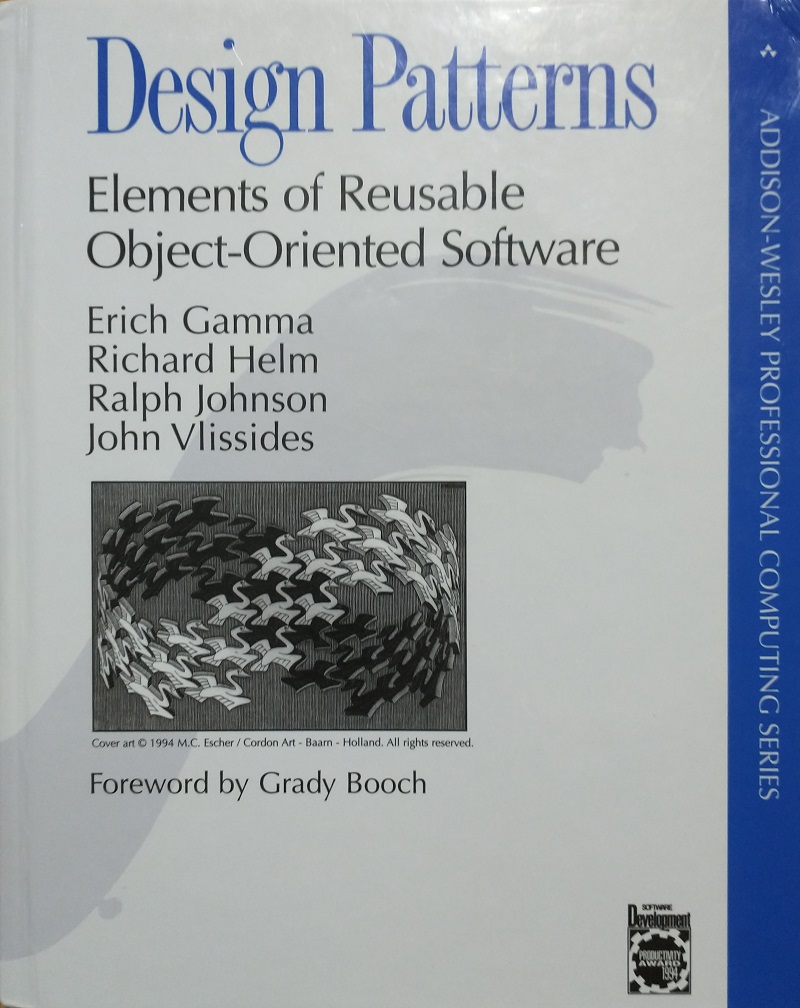 Design Patterns
Elements of Reusable
Object-Oriented Software
Erich Gamma
Richard Helm
Ralph Johnson
John Vlissides
Cover art © 1994 M.C. Escher / Cordon Art - Baarn - Holland. All rights reserved.
Foreword by Grady Booch
ADDISON-WESLEY PROFESSIONAL COMPUTING SERIES
SOFTWARE
Development
PRODUCTIVITY
AWARD
1994